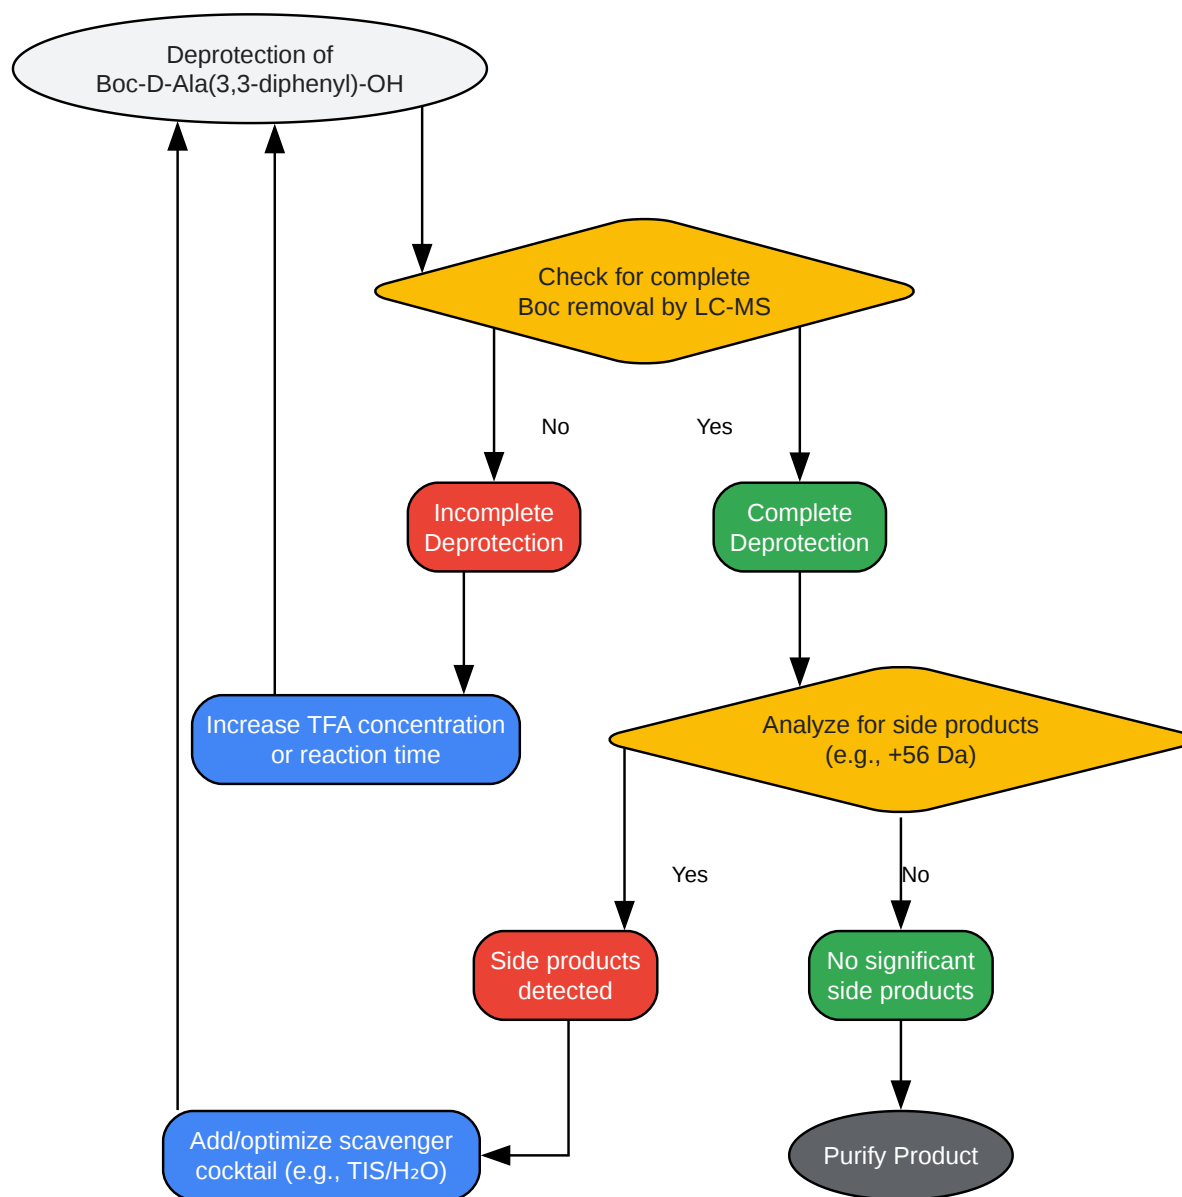 Deprotection of
Boc-D-Ala(3,3-diphenyl)-OH
Check for complete
Boc removal by LC-MS
No
Yes
Incomplete
Deprotection
Complete
Deprotection
Increase TFA concentration
or reaction time
Analyze for side products
(e.g., +56 Da)
Yes
No
Side products
detected
No significant
side products
Add/optimize scavenger
cocktail (e.g., TIS/H₂O)
Purify Product